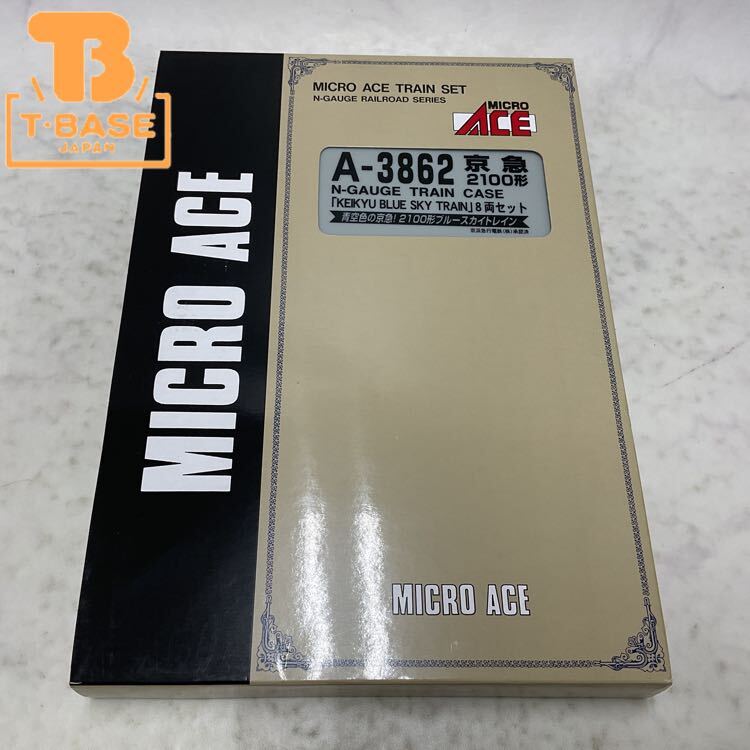 T・BASE
JAPAN
MICRO ACE TRAIN SET
N-GAUGE RAILROAD SERIES
MICRO
ACE
A-3862 京急
2100形
N-GAUGE TRAIN CASE
「KEIKYU BLUE SKY TRAIN」8両セット
青空色の京急!2100形ブルースカイトレイン
京浜急行電鉄(株)承認済
MICRO ACE
MICRO ACE